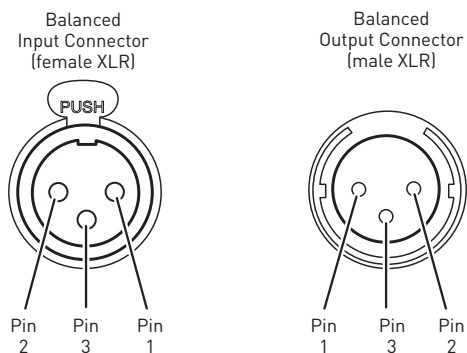 Balanced
Input Connector
(female XLR)
PUSH
Pin
2
Pin
3
Pin
1
Balanced
Output Connector
(male XLR)
Pin
1
Pin
3
Pin
2